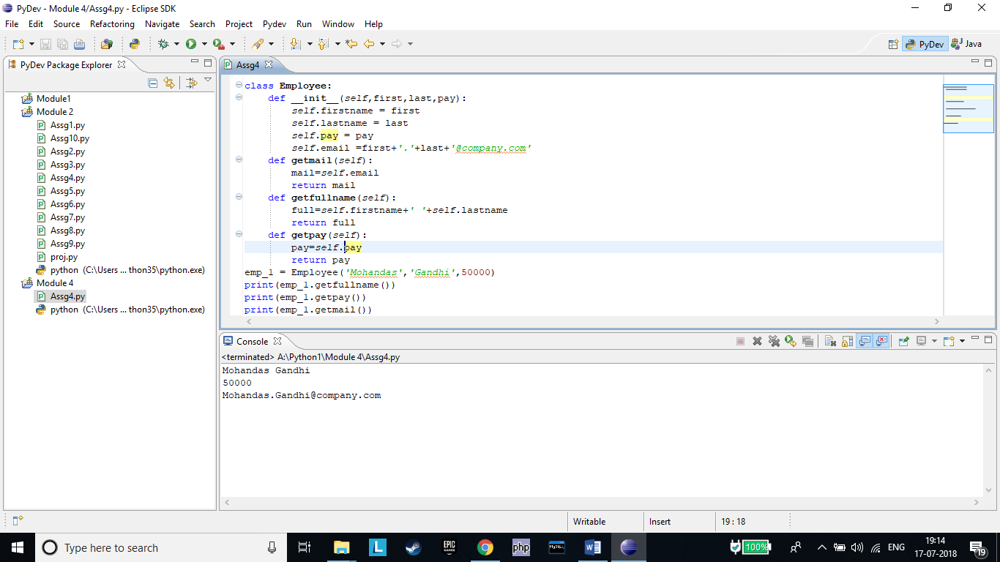 PyDev - Module 4/Assg4.py - Eclipse SDK
File Edit Source Refactoring Navigate Search Project Pydev Run Window Help
PyDev Java
PyDev Package Explorer
Module1
Module 2
Assg1.py
Assg10.py
Assg2.py
Assg3.py
Assg4.py
Assg5.py
Assg6.py
Assg7.py
Assg8.py
Assg9.py
proj.py
python (C:\Users ... thon35\python.exe)
Module 4
Assg4.py
python (C:\Users ... thon35\python.exe)
Assg4
class Employee:
    def __init__(self,first,last,pay):
        self.firstname = first
        self.lastname = last
        self.pay = pay
        self.email =first+'.'+last+'@company.com'
    def getmail(self):
        mail=self.email
        return mail
    def getfullname(self):
        full=self.firstname+' '+self.lastname
        return full
    def getpay(self):
        pay=self.pay
        return pay
emp_1 = Employee('Mohandas','Gandhi',50000)
print(emp_1.getfullname())
print(emp_1.getpay())
print(emp_1.getmail())
Console
<terminated> A:\Python1\Module 4\Assg4.py
Mohandas Gandhi
50000
Mohandas.Gandhi@company.com
Writable Insert 19 : 18
Type here to search
L
EPIC GAMES
php
MySQL
W
100%
ENG
19:14
17-07-2018
19